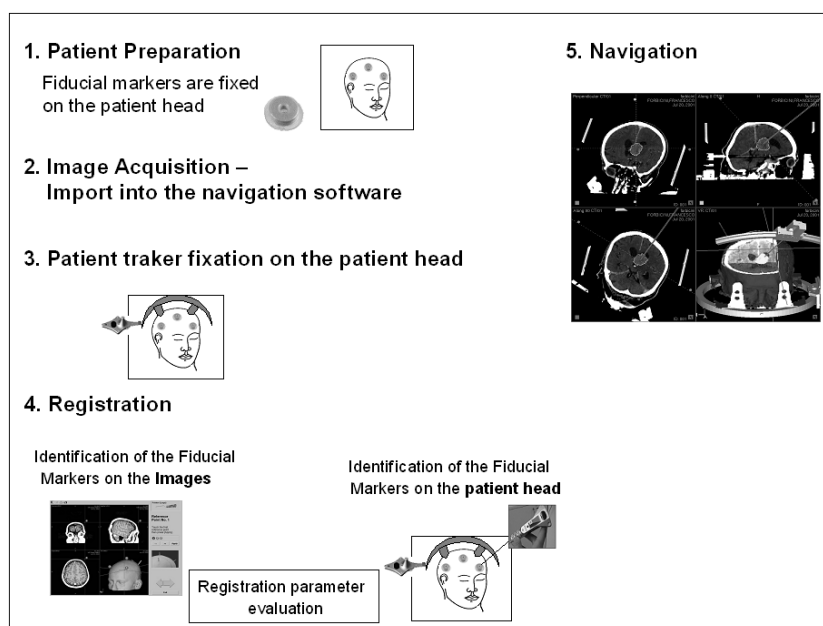 1. Patient Preparation
Fiducial markers are fixed
on the patient head
2. Image Acquisition –
Import into the navigation software
3. Patient traker fixation on the patient head
4. Registration
Identification of the Fiducial
Markers on the Images
Identification of the Fiducial
Markers on the patient head
Registration parameter
evaluation
5. Navigation